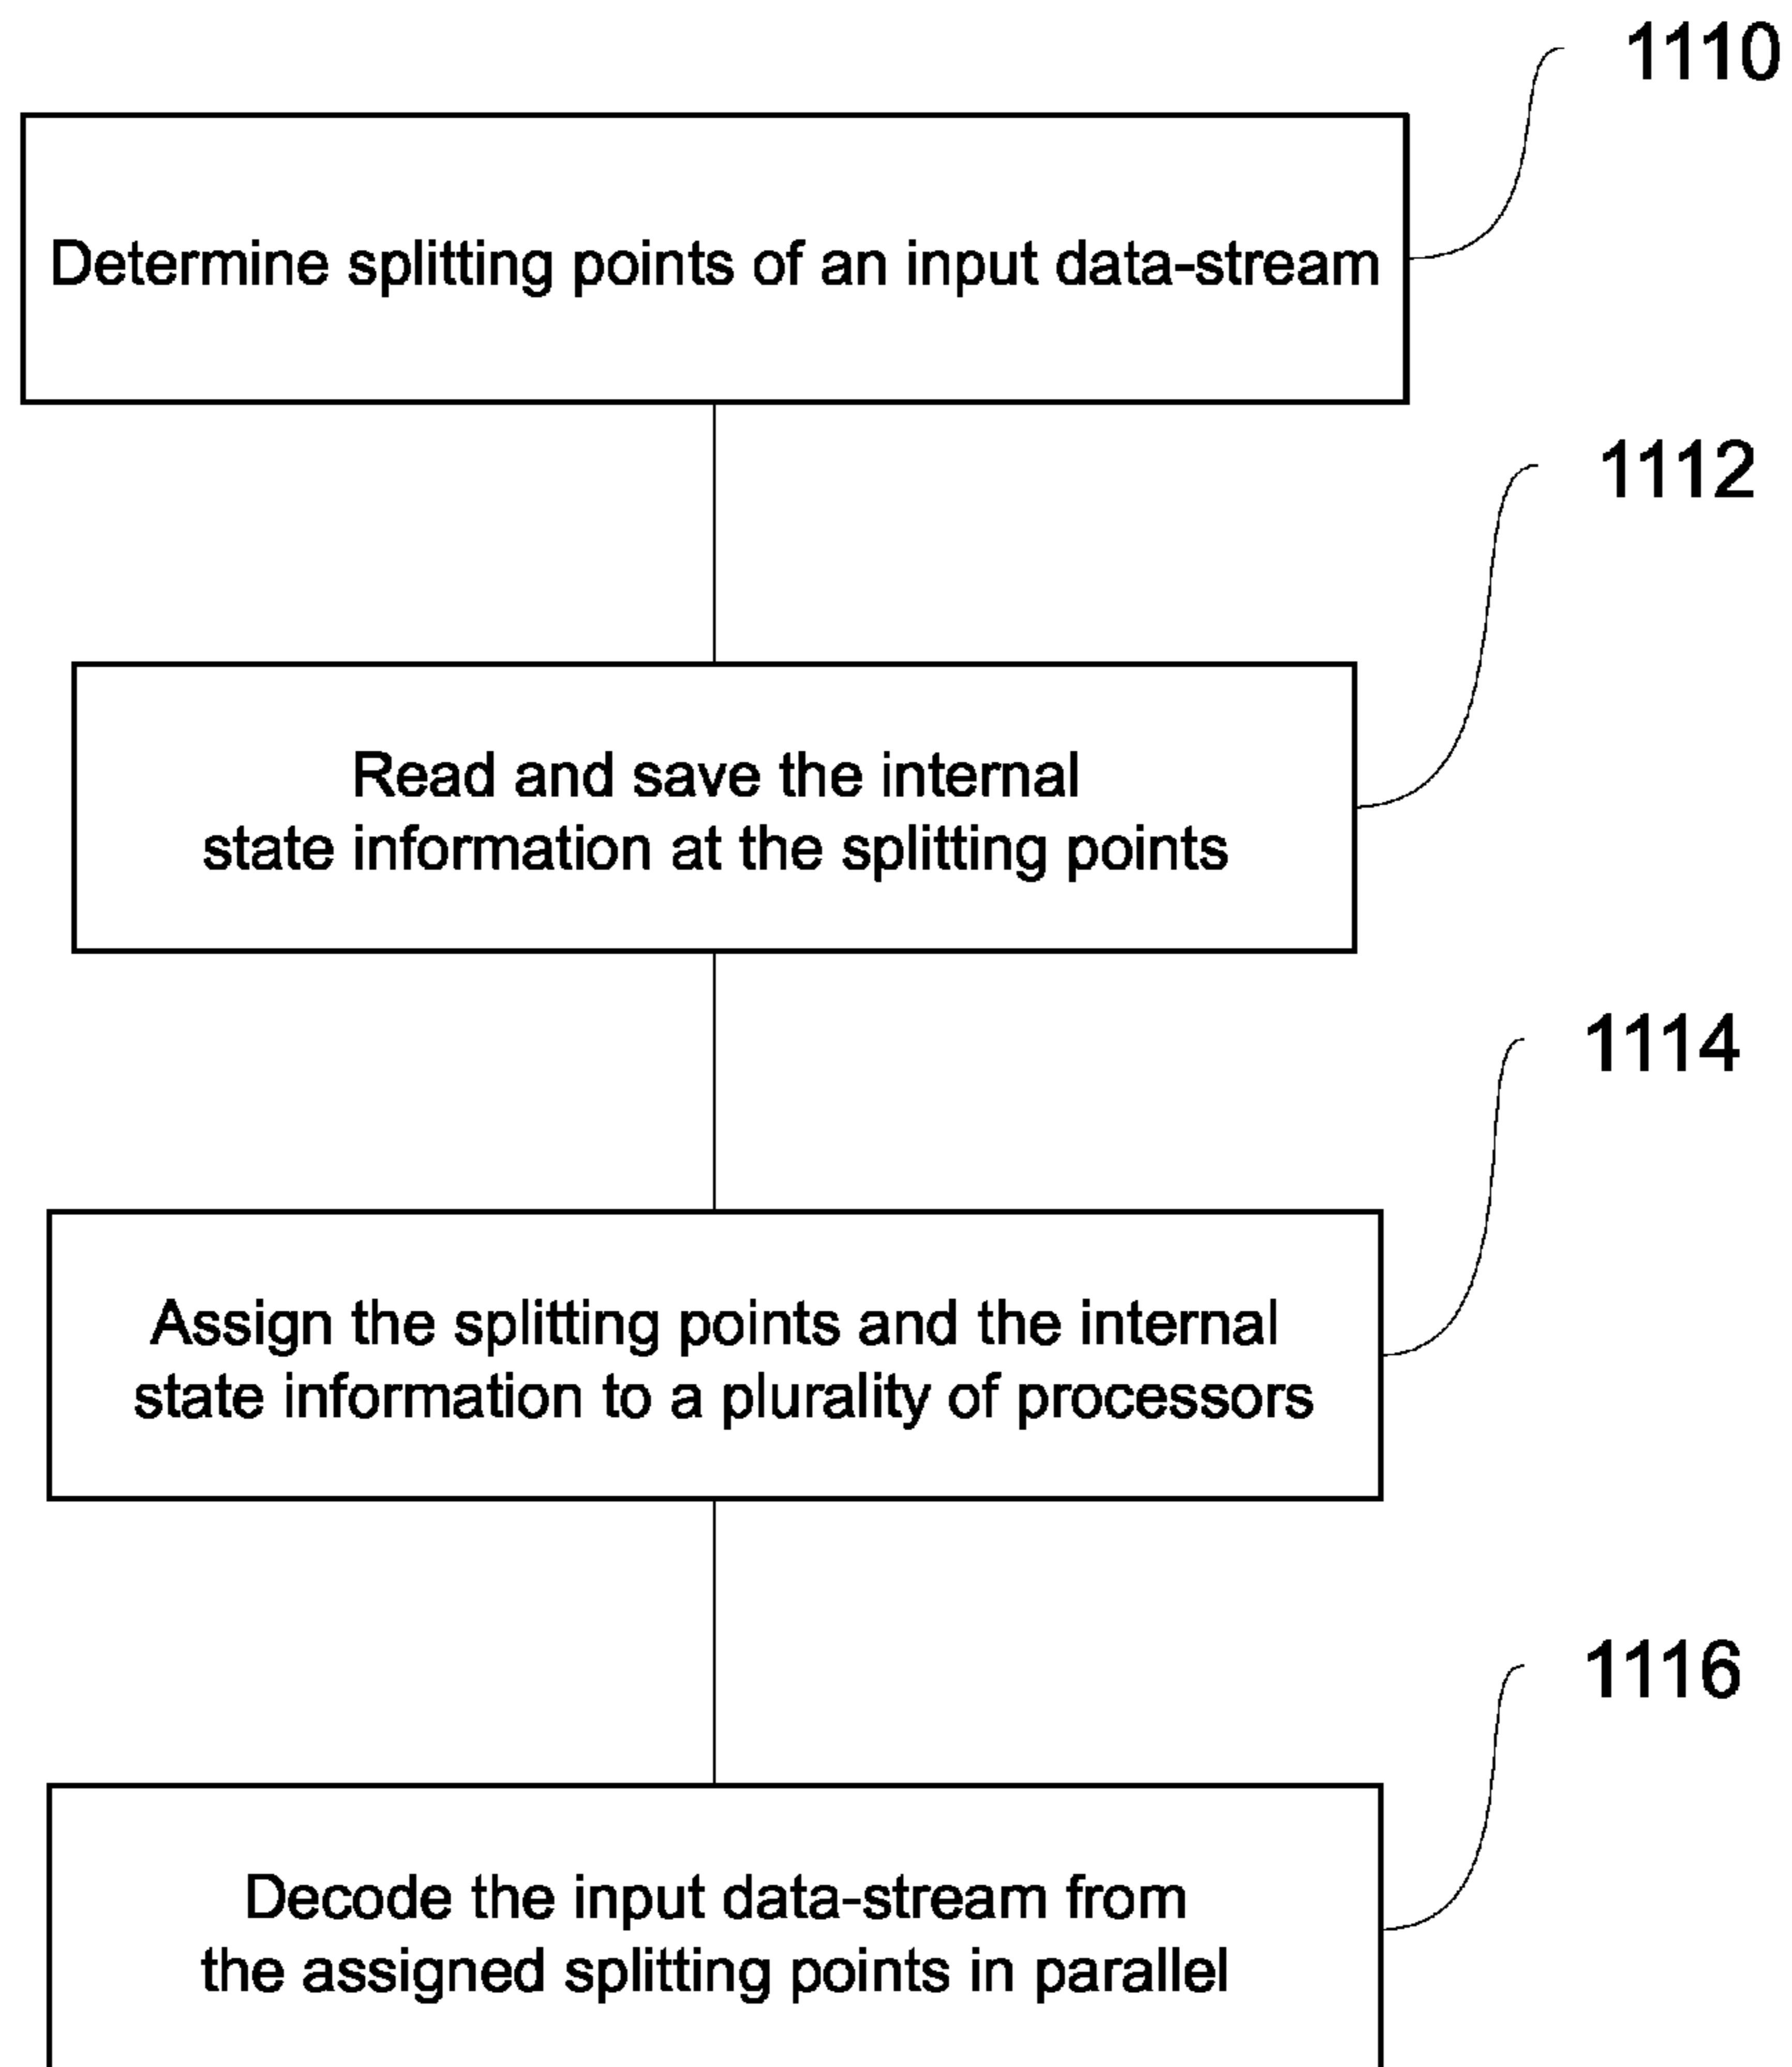 1110
Determine splitting points of an input data-stream
1112
Read and save the internal
state information at the splitting points
1114
Assign the splitting points and the internal
state information to a plurality of processors
1116
Decode the input data-stream from
the assigned splitting points in parallel